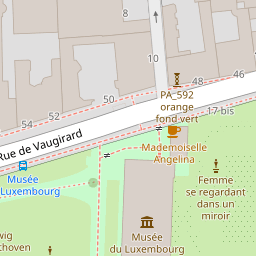 8
10
46
48
50
52
54
17 bis
PA_592
orange
fond vert
Rue de Vaugirard
Mademoiselle
Angelina
Musée
Luxembourg
Femme
se regardant
dans un
miroir
Musée
du Luxembourg